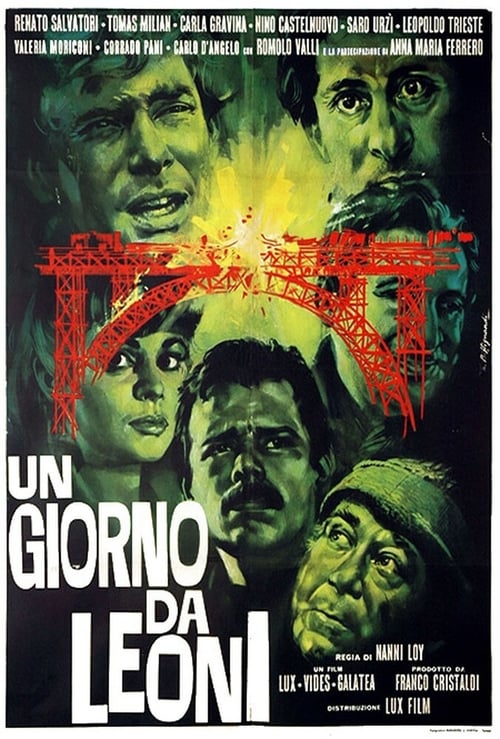 RENATO SALVATORI - TOMAS MILIAN - CARLA GRAVINA - NINO CASTELNUOVO - SARO URZÌ - LEOPOLDO TRIESTE
VALERIA MORICONI - CORRADO PANI - CARLO D'ANGELO CON ROMOLO VALLI E LA PARTECIPAZIONE DI ANNA MARIA FERRERO
UN
GIORNO
DA
LEONI
REGIA DI NANNI LOY
UN FILM
LUX - VIDES - GALATEA
PRODOTTO DA
FRANCO CRISTALDI
DISTRIBUZIONE LUX FILM